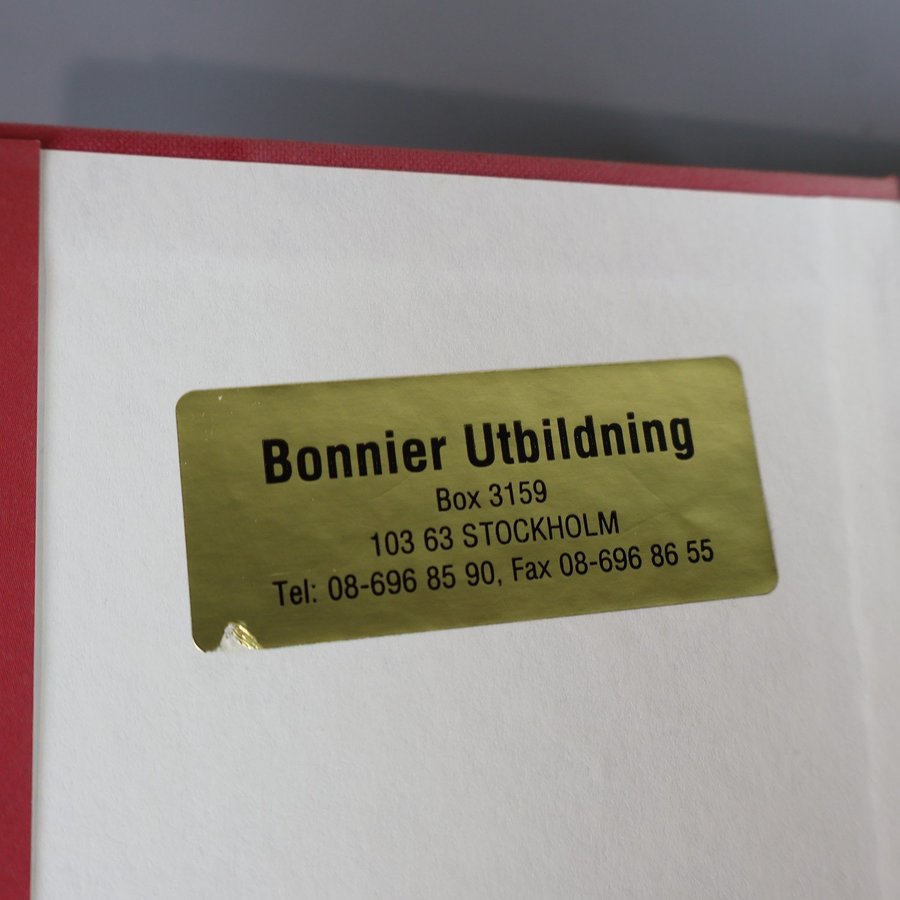 Bonnier Utbildning
Box 3159
103 63 STOCKHOLM
Tel: 08-696 85 90, Fax 08-696 86 55